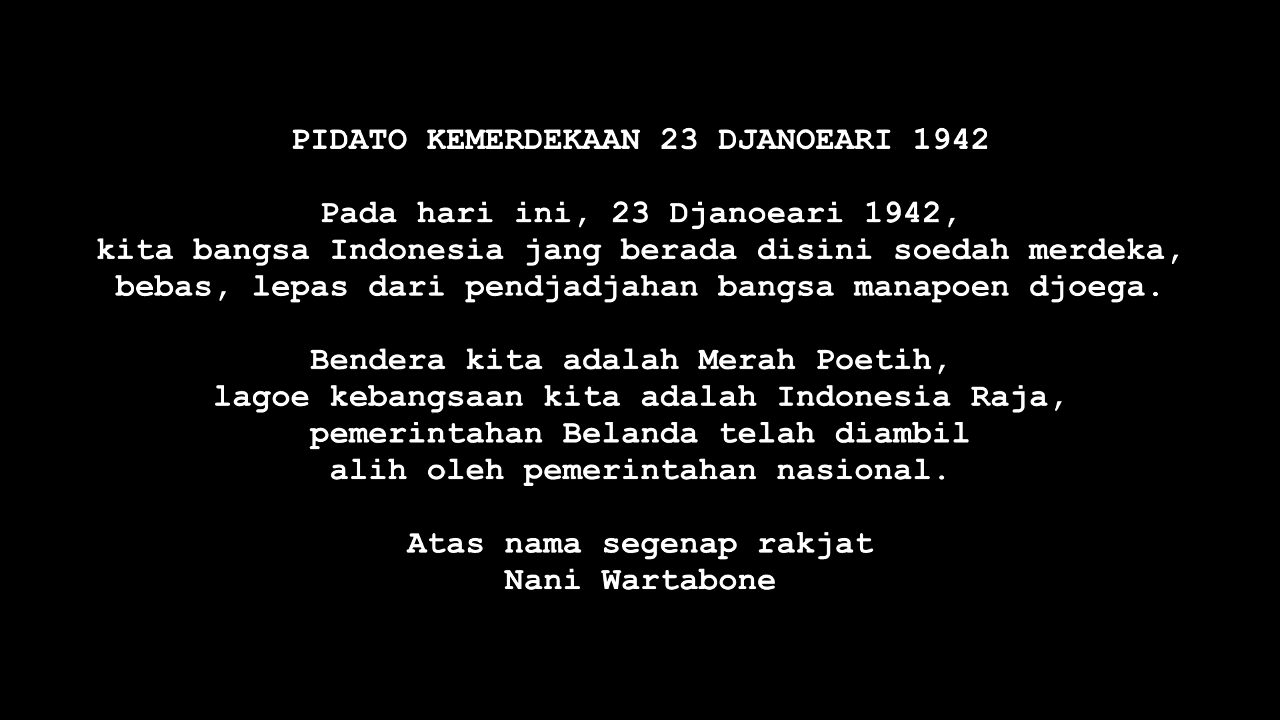 PIDATO KEMERDEKAAN 23 DJANOEARI 1942
Pada hari ini, 23 Djanoeari 1942,
kita bangsa Indonesia jang berada disini soedah merdeka,
bebas, lepas dari pendjadjahan bangsa manapoen djoega.
Bendera kita adalah Merah Poetih,
lagoe kebangsaan kita adalah Indonesia Raja,
pemerintahan Belanda telah diambil
alih oleh pemerintahan nasional.
Atas nama segenap rakjat
Nani Wartabone